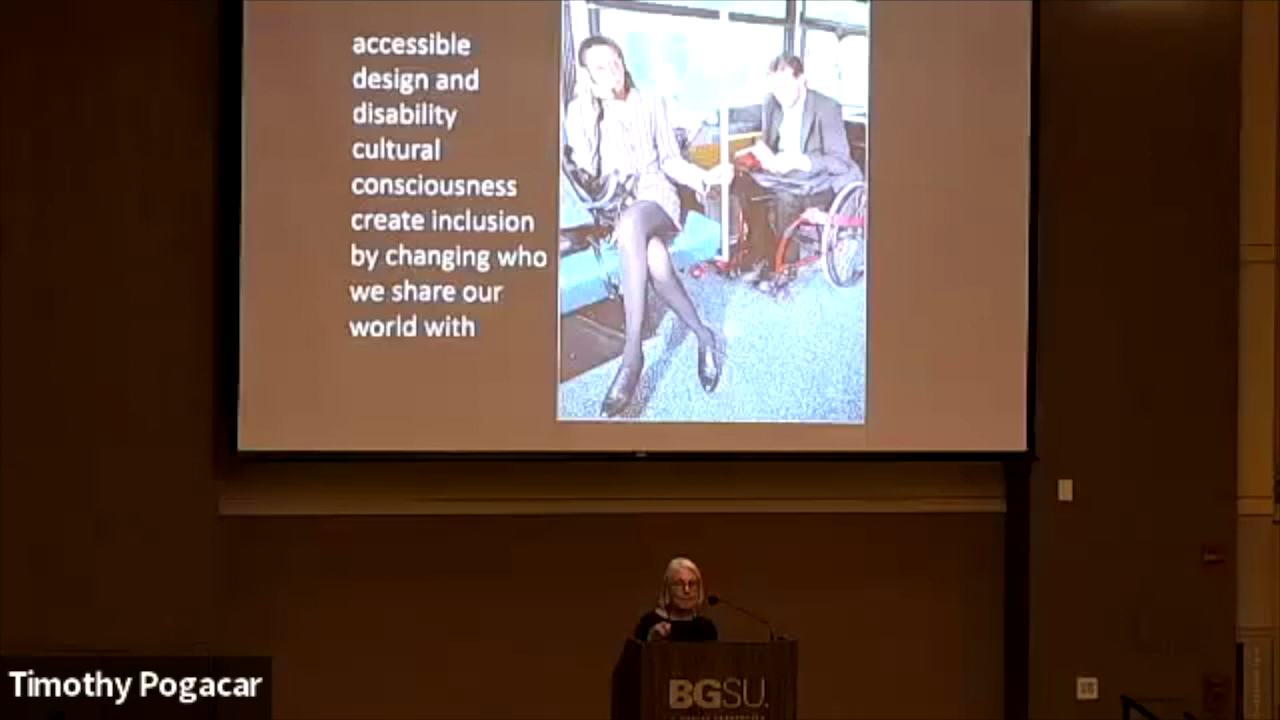 accessible
design and
disability
cultural
consciousness
create inclusion
by changing who
we share our
world with
Timothy Pogacar
BGSU.